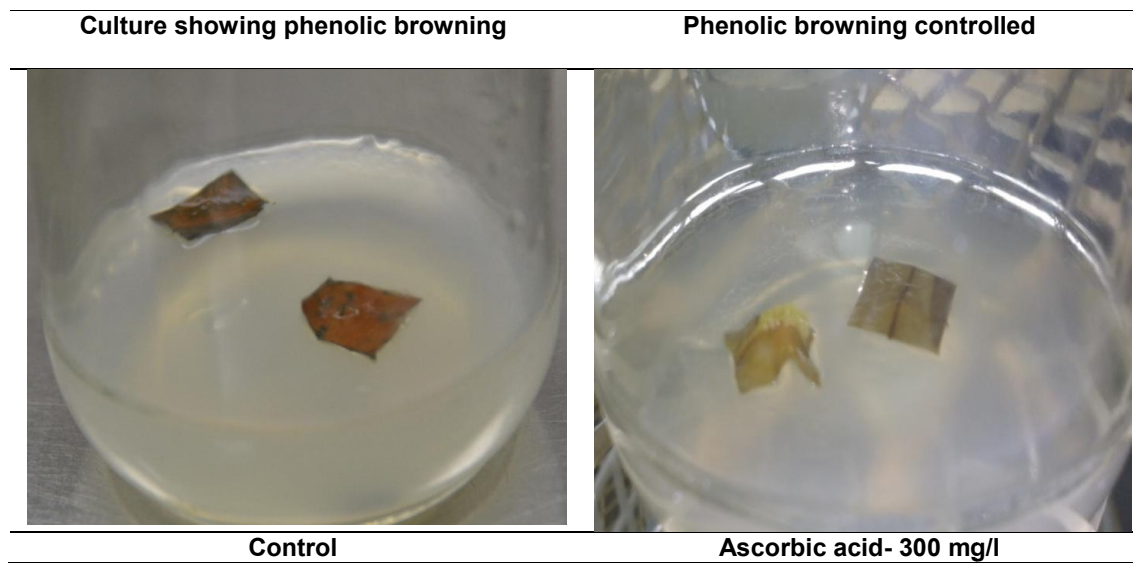 Culture showing phenolic browning
Phenolic browning controlled
Control
Ascorbic acid- 300 mg/l